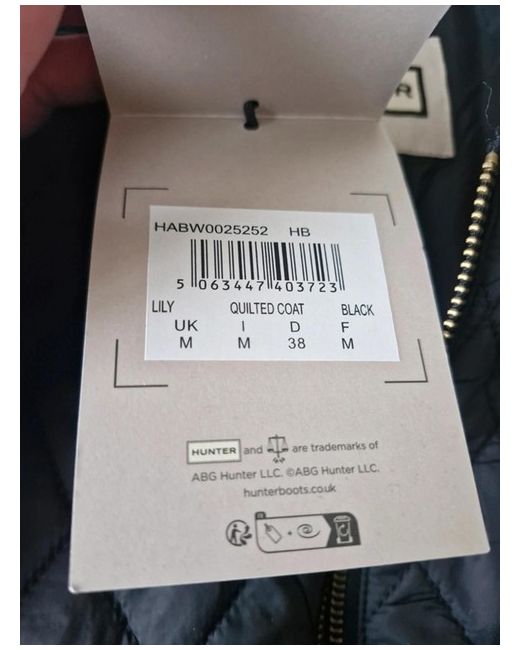 R
HABW0025252 HB
5 063447 403723
LILY QUILTED COAT BLACK
UK I D F
M M 38 M
HUNTER and are trademarks of
ABG Hunter LLC. ©ABG Hunter LLC.
hunterboots.co.uk